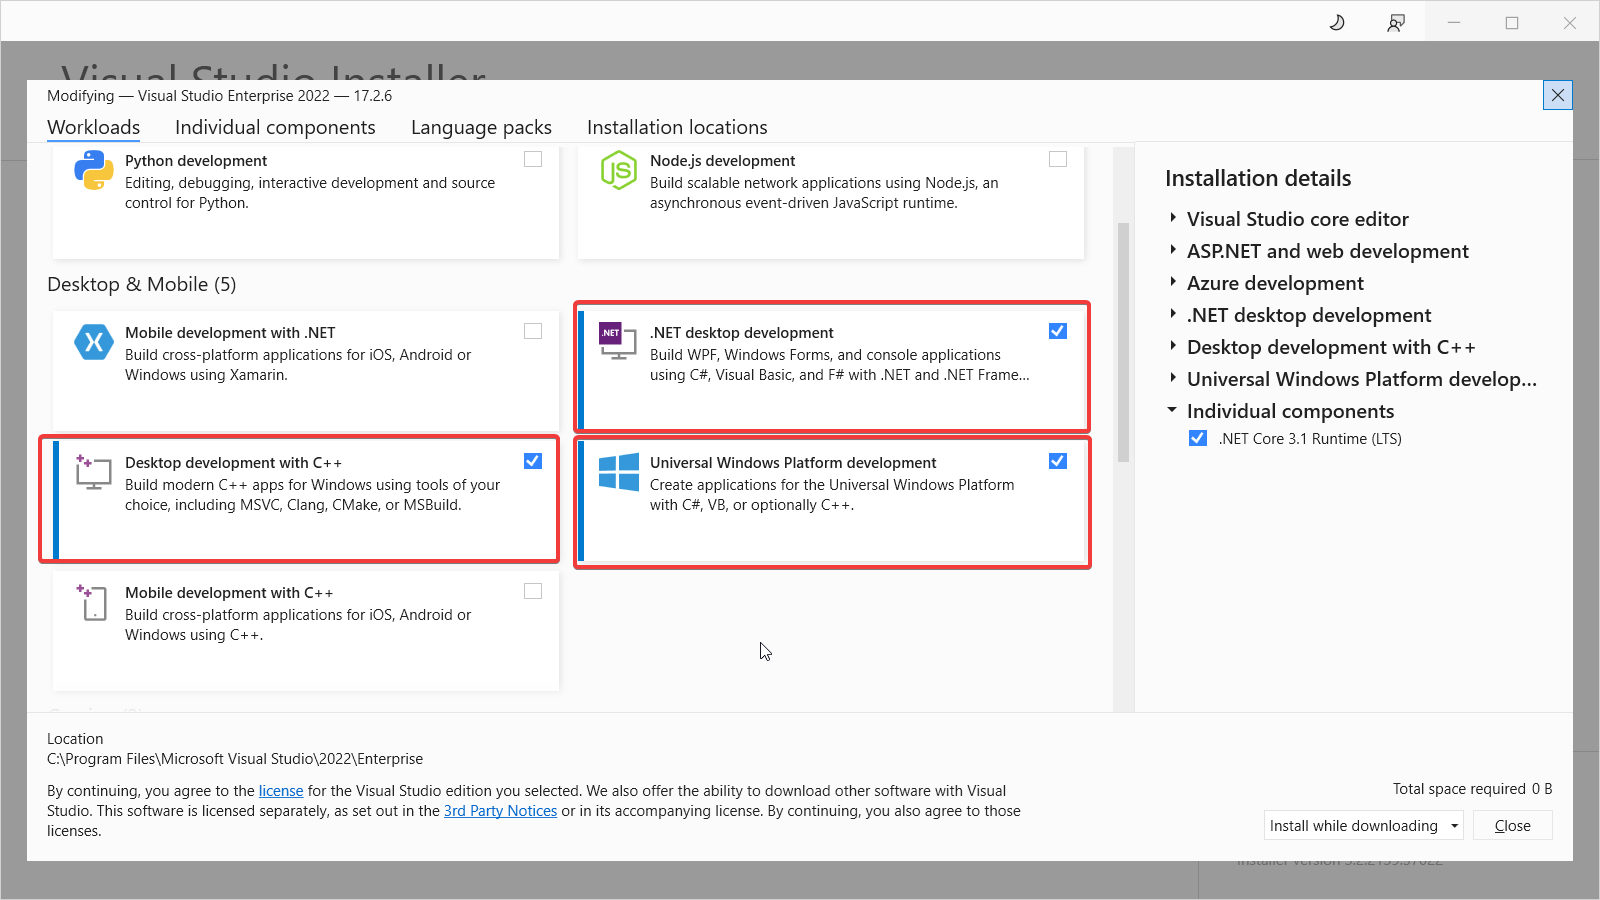 Visual Studio Installer
Modifying — Visual Studio Enterprise 2022 — 17.2.6
Workloads
Individual components
Language packs
Installation locations
Python development
Editing, debugging, interactive development and source
control for Python.
Node.js development
Build scalable network applications using Node.js, an
asynchronous event-driven JavaScript runtime.
Desktop & Mobile (5)
Mobile development with .NET
Build cross-platform applications for iOS, Android or
Windows using Xamarin.
.NET
.NET desktop development
Build WPF, Windows Forms, and console applications
using C#, Visual Basic, and F# with .NET and .NET Frame...
Desktop development with C++
Build modern C++ apps for Windows using tools of your
choice, including MSVC, Clang, CMake, or MSBuild.
Universal Windows Platform development
Create applications for the Universal Windows Platform
with C#, VB, or optionally C++.
Mobile development with C++
Build cross-platform applications for iOS, Android or
Windows using C++.
Installation details
Visual Studio core editor
ASP.NET and web development
Azure development
.NET desktop development
Desktop development with C++
Universal Windows Platform develop...
Individual components
.NET Core 3.1 Runtime (LTS)
Location
C:\Program Files\Microsoft Visual Studio\2022\Enterprise
By continuing, you agree to the license for the Visual Studio edition you selected. We also offer the ability to download other software with Visual
Studio. This software is licensed separately, as set out in the 3rd Party Notices or in its accompanying license. By continuing, you also agree to those
licenses.
Total space required 0 B
Install while downloading
Close